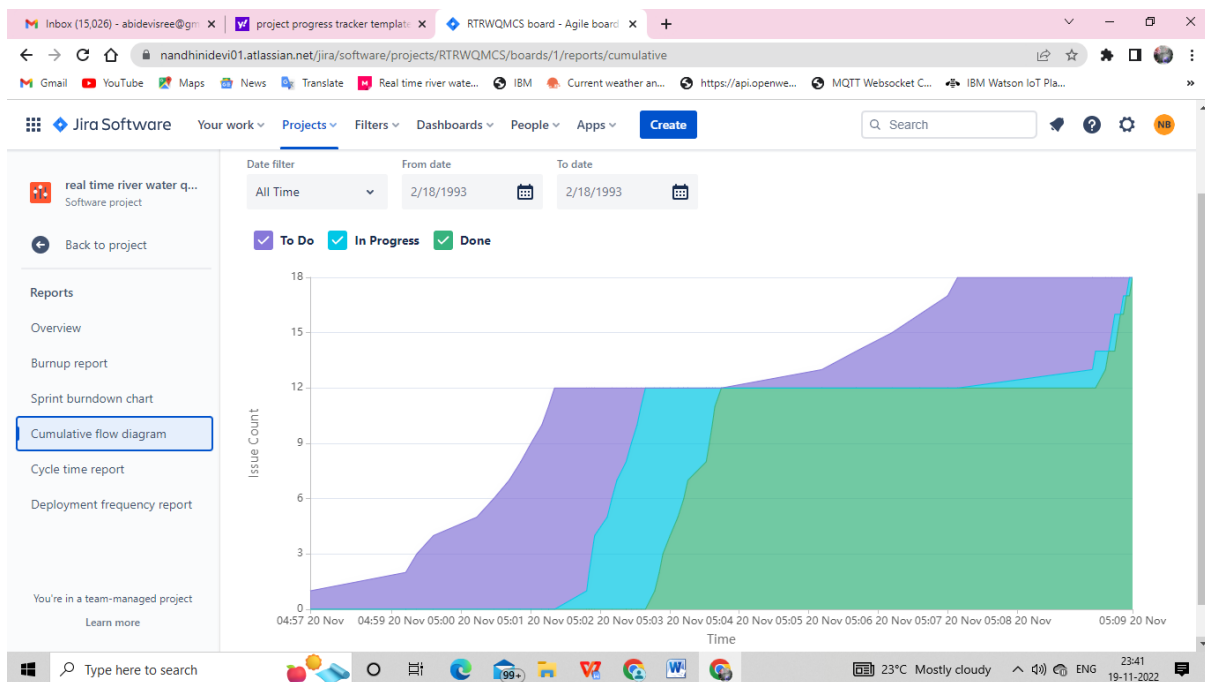 Inbox (15,026) - abidevisree@gm
project progress tracker template
RTRWQMCS board - Agile board
nandhinidevi01.atlassian.net/jira/software/projects/RTRWQMCS/boards/1/reports/cumulative
Gmail YouTube Maps News Translate Real time river wate... IBM Current weather an... https://api.openwe... MQTT Websocket C... IBM Watson IoT Pla... »
Jira Software Your work Projects Filters Dashboards People Apps Create Search NB
real time river water q...
Software project
Back to project
Reports
Overview
Burnup report
Sprint burndown chart
Cumulative flow diagram
Cycle time report
Deployment frequency report
You're in a team-managed project
Learn more
Date filter From date To date
All Time 2/18/1993 2/18/1993
To Do In Progress Done
18
15
12
9
6
3
0
Issue Count
04:57 20 Nov 04:59 20 Nov 05:00 20 Nov 05:01 20 Nov 05:02 20 Nov 05:03 20 Nov 05:04 20 Nov 05:05 20 Nov 05:06 20 Nov 05:07 20 Nov 05:08 20 Nov 05:09 20 Nov
Time
Type here to search
99+
W
23°C Mostly cloudy ENG
23:41
19-11-2022